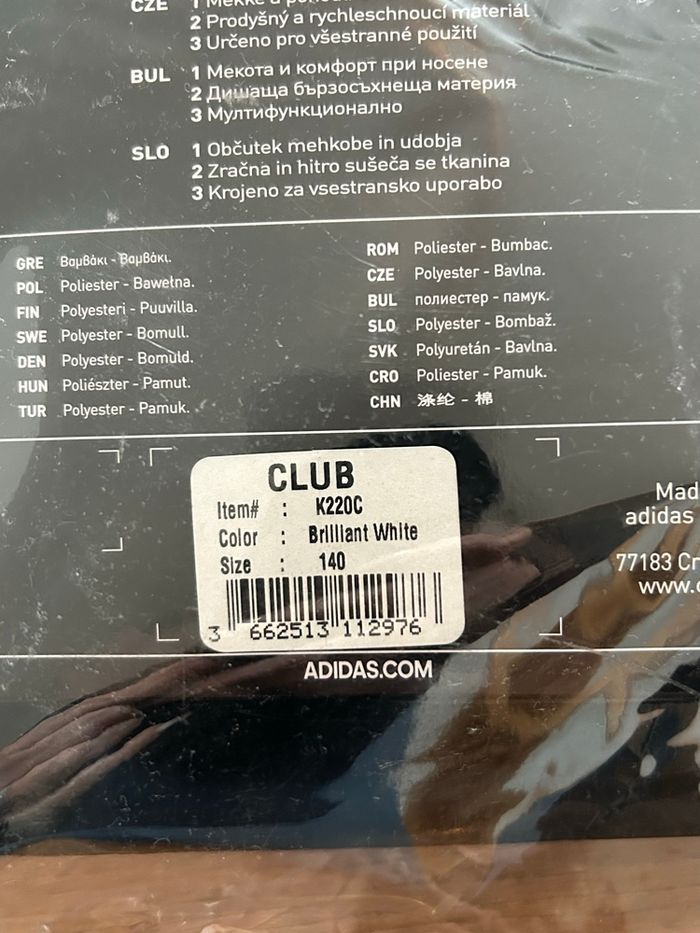 CZE
2 Prodyšný a rychleschnoucí materiál
3 Určeno pro všestranné použití
BUL 1 Мекота и комфорт при носене
2 Дишаща бързосъхнеща материя
3 Мултифункционално
SLO 1 Občutek mehkobe in udobja
2 Zračna in hitro sušeča se tkanina
3 Krojeno za vsestransko uporabo
GRE Βαμβάκι - Βαμβάκι.
POL Poliester - Bawełna.
FIN Polyesteri - Puuvilla.
SWE Polyester - Bomull.
DEN Polyester - Bomuld.
HUN Poliészter - Pamut.
TUR Polyester - Pamuk.
ROM Poliester - Bumbac.
CZE Polyester - Bavlna.
BUL полиестер - памук.
SLO Polyester - Bombaž.
SVK Polyuretán - Bavlna.
CRO Poliester - Pamuk.
CHN 涤纶 - 棉
CLUB
Item# : K220C
Color : Brilliant White
Size : 140
3 662513 112976
Mad
adidas
77183 Cr
www.
ADIDAS.COM